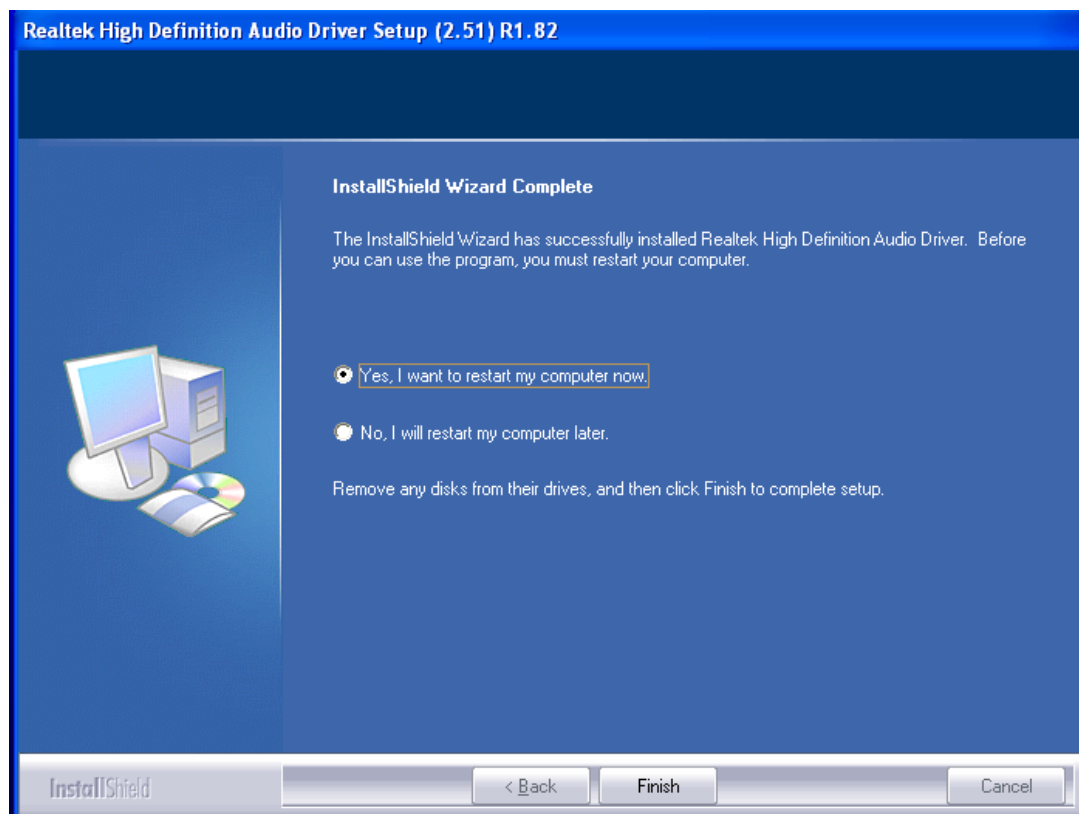 Realtek High Definition Audio Driver Setup (2.51) R1.82
InstallShield Wizard Complete
The InstallShield Wizard has successfully installed Realtek High Definition Audio Driver. Before
you can use the program, you must restart your computer.
Yes, I want to restart my computer now.
No, I will restart my computer later.
Remove any disks from their drives, and then click Finish to complete setup.
InstallShield
< Back
Finish
Cancel